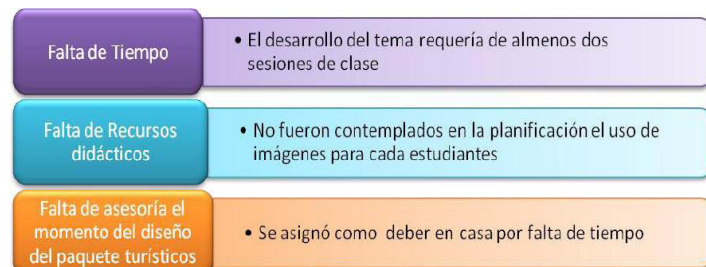 Falta de Tiempo
• El desarrollo del tema requería de almenos dos
sesiones de clase
Falta de Recursos
didácticos
• No fueron contemplados en la planificación el uso de
imágenes para cada estudiantes
Falta de asesoría el
momento del diseño
del paquete turísticos
• Se asignó como deber en casa por falta de tiempo